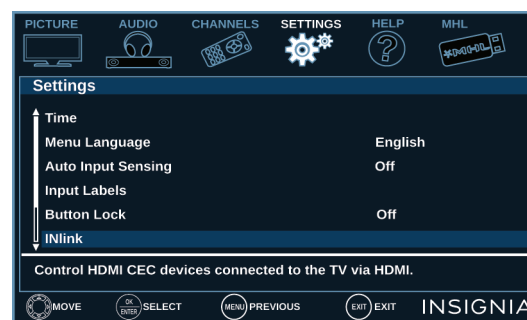 PICTURE AUDIO CHANNELS SETTINGS HELP MHL
MHL
Settings
Time
Menu Language English
Auto Input Sensing Off
Input Labels
Button Lock Off
INlink
Control HDMI CEC devices connected to the TV via HDMI.
MOVE OK ENTER SELECT MENU PREVIOUS EXIT EXIT INSIGNIA